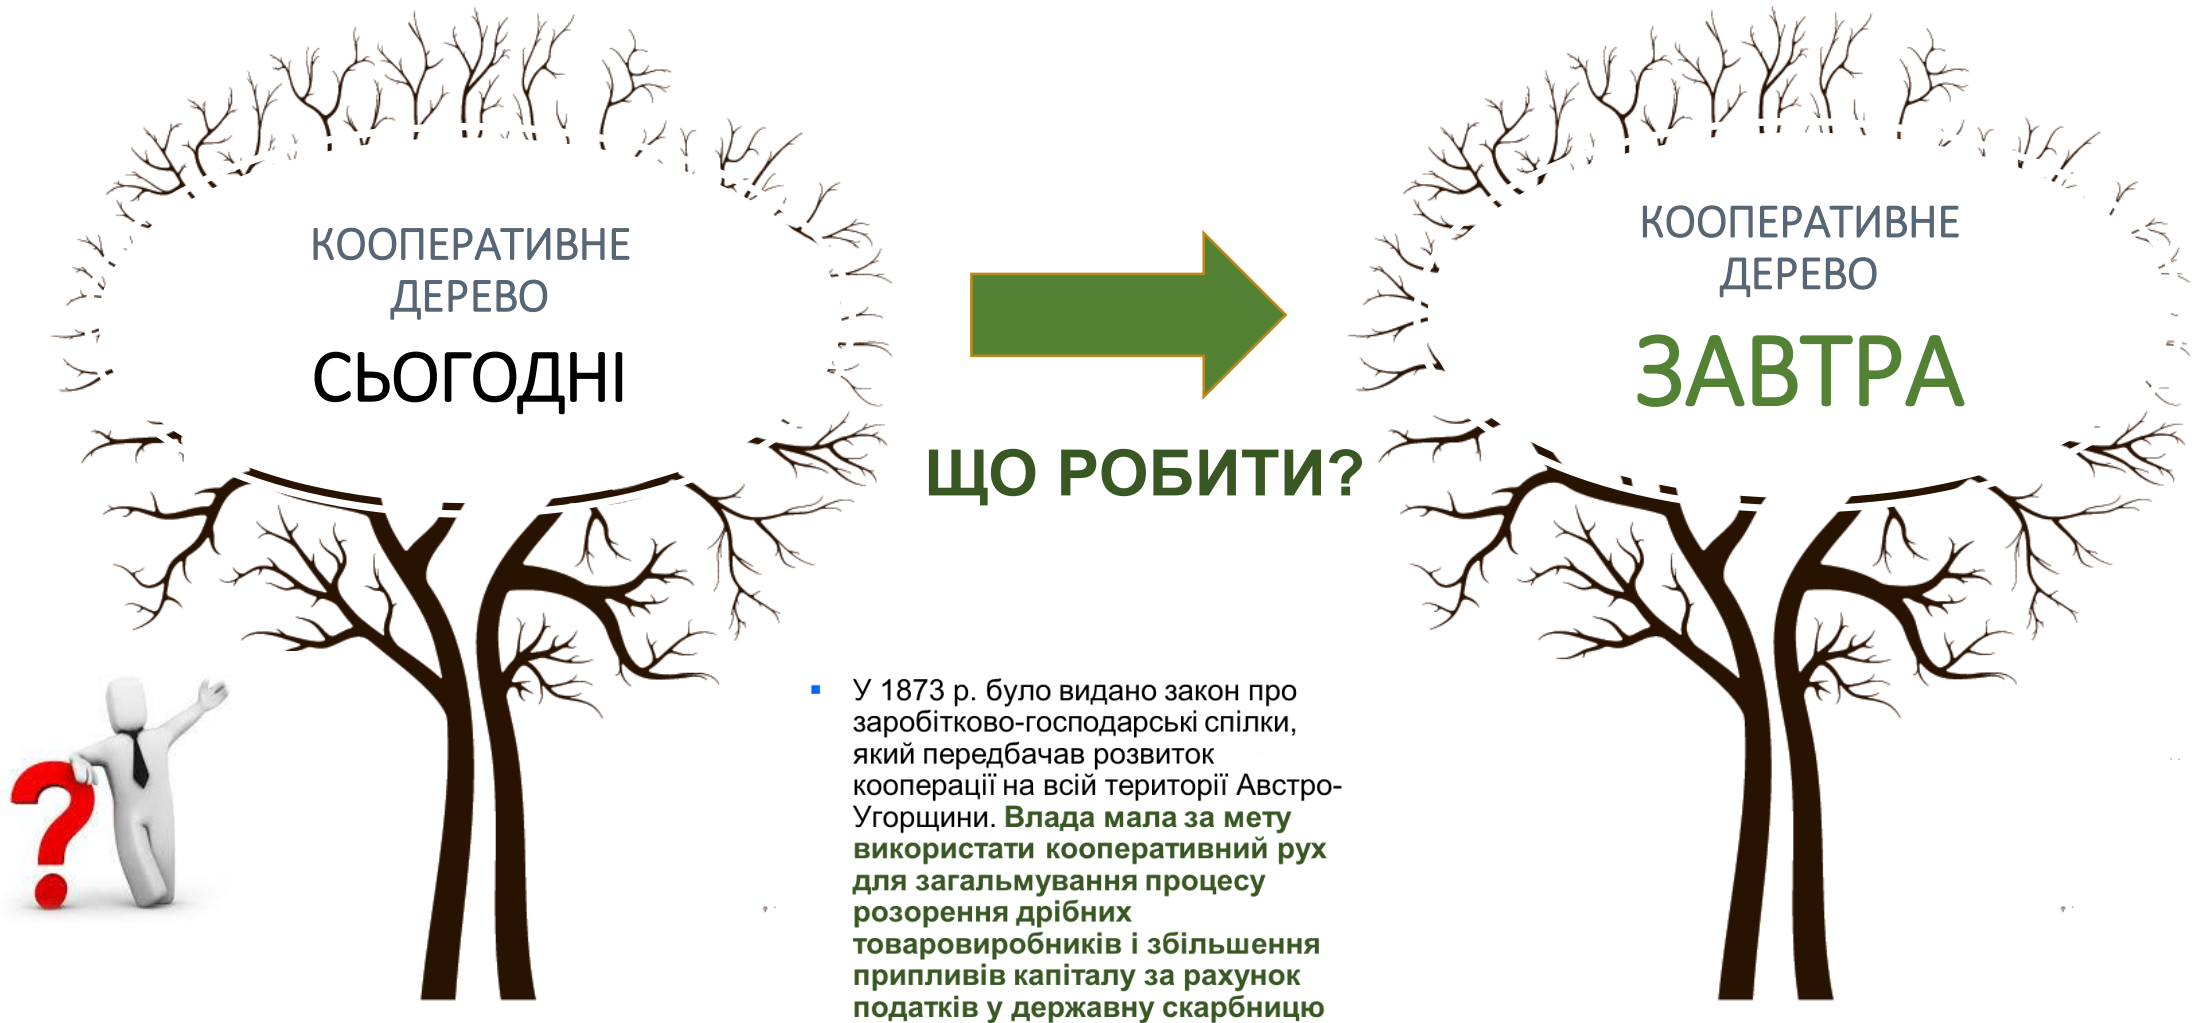 КООПЕРАТИВНЕ
ДЕРЕВО
СЬОГОДНІ
КООПЕРАТИВНЕ
ДЕРЕВО
ЗАВТРА
ЩО РОБИТИ?
У 1873 р. було видано закон про
заробітково-господарські спілки,
який передбачав розвиток
кооперації на всій території Австро-
Угорщини. Влада мала за мету
використати кооперативний рух
для загальмування процесу
розорення дрібних
товаровиробників і збільшення
припливів капіталу за рахунок
податків у державну скарбницю